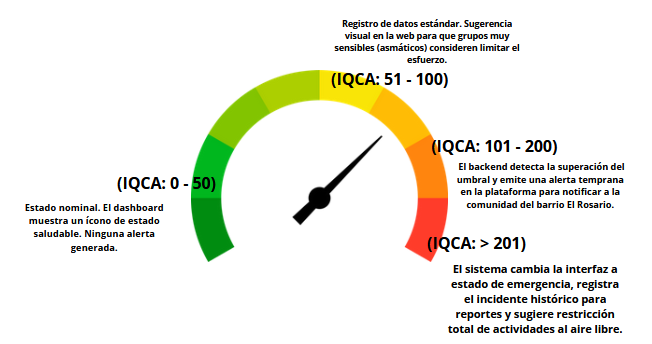 Registro de datos estándar. Sugerencia
visual en la web para que grupos muy
sensibles (asmáticos) consideren limitar el
esfuerzo.
(IQCA: 51 - 100)
(IQCA: 101 - 200)
El backend detecta la superación del
umbral y emite una alerta temprana
en la plataforma para notificar a la
comunidad del barrio El Rosario.
(IQCA: 0 - 50)
Estado nominal. El dashboard
muestra un ícono de estado
saludable. Ninguna alerta
generada.
(IQCA: > 201)
El sistema cambia la interfaz a
estado de emergencia, registra
el incidente histórico para
reportes y sugiere restricción
total de actividades al aire libre.